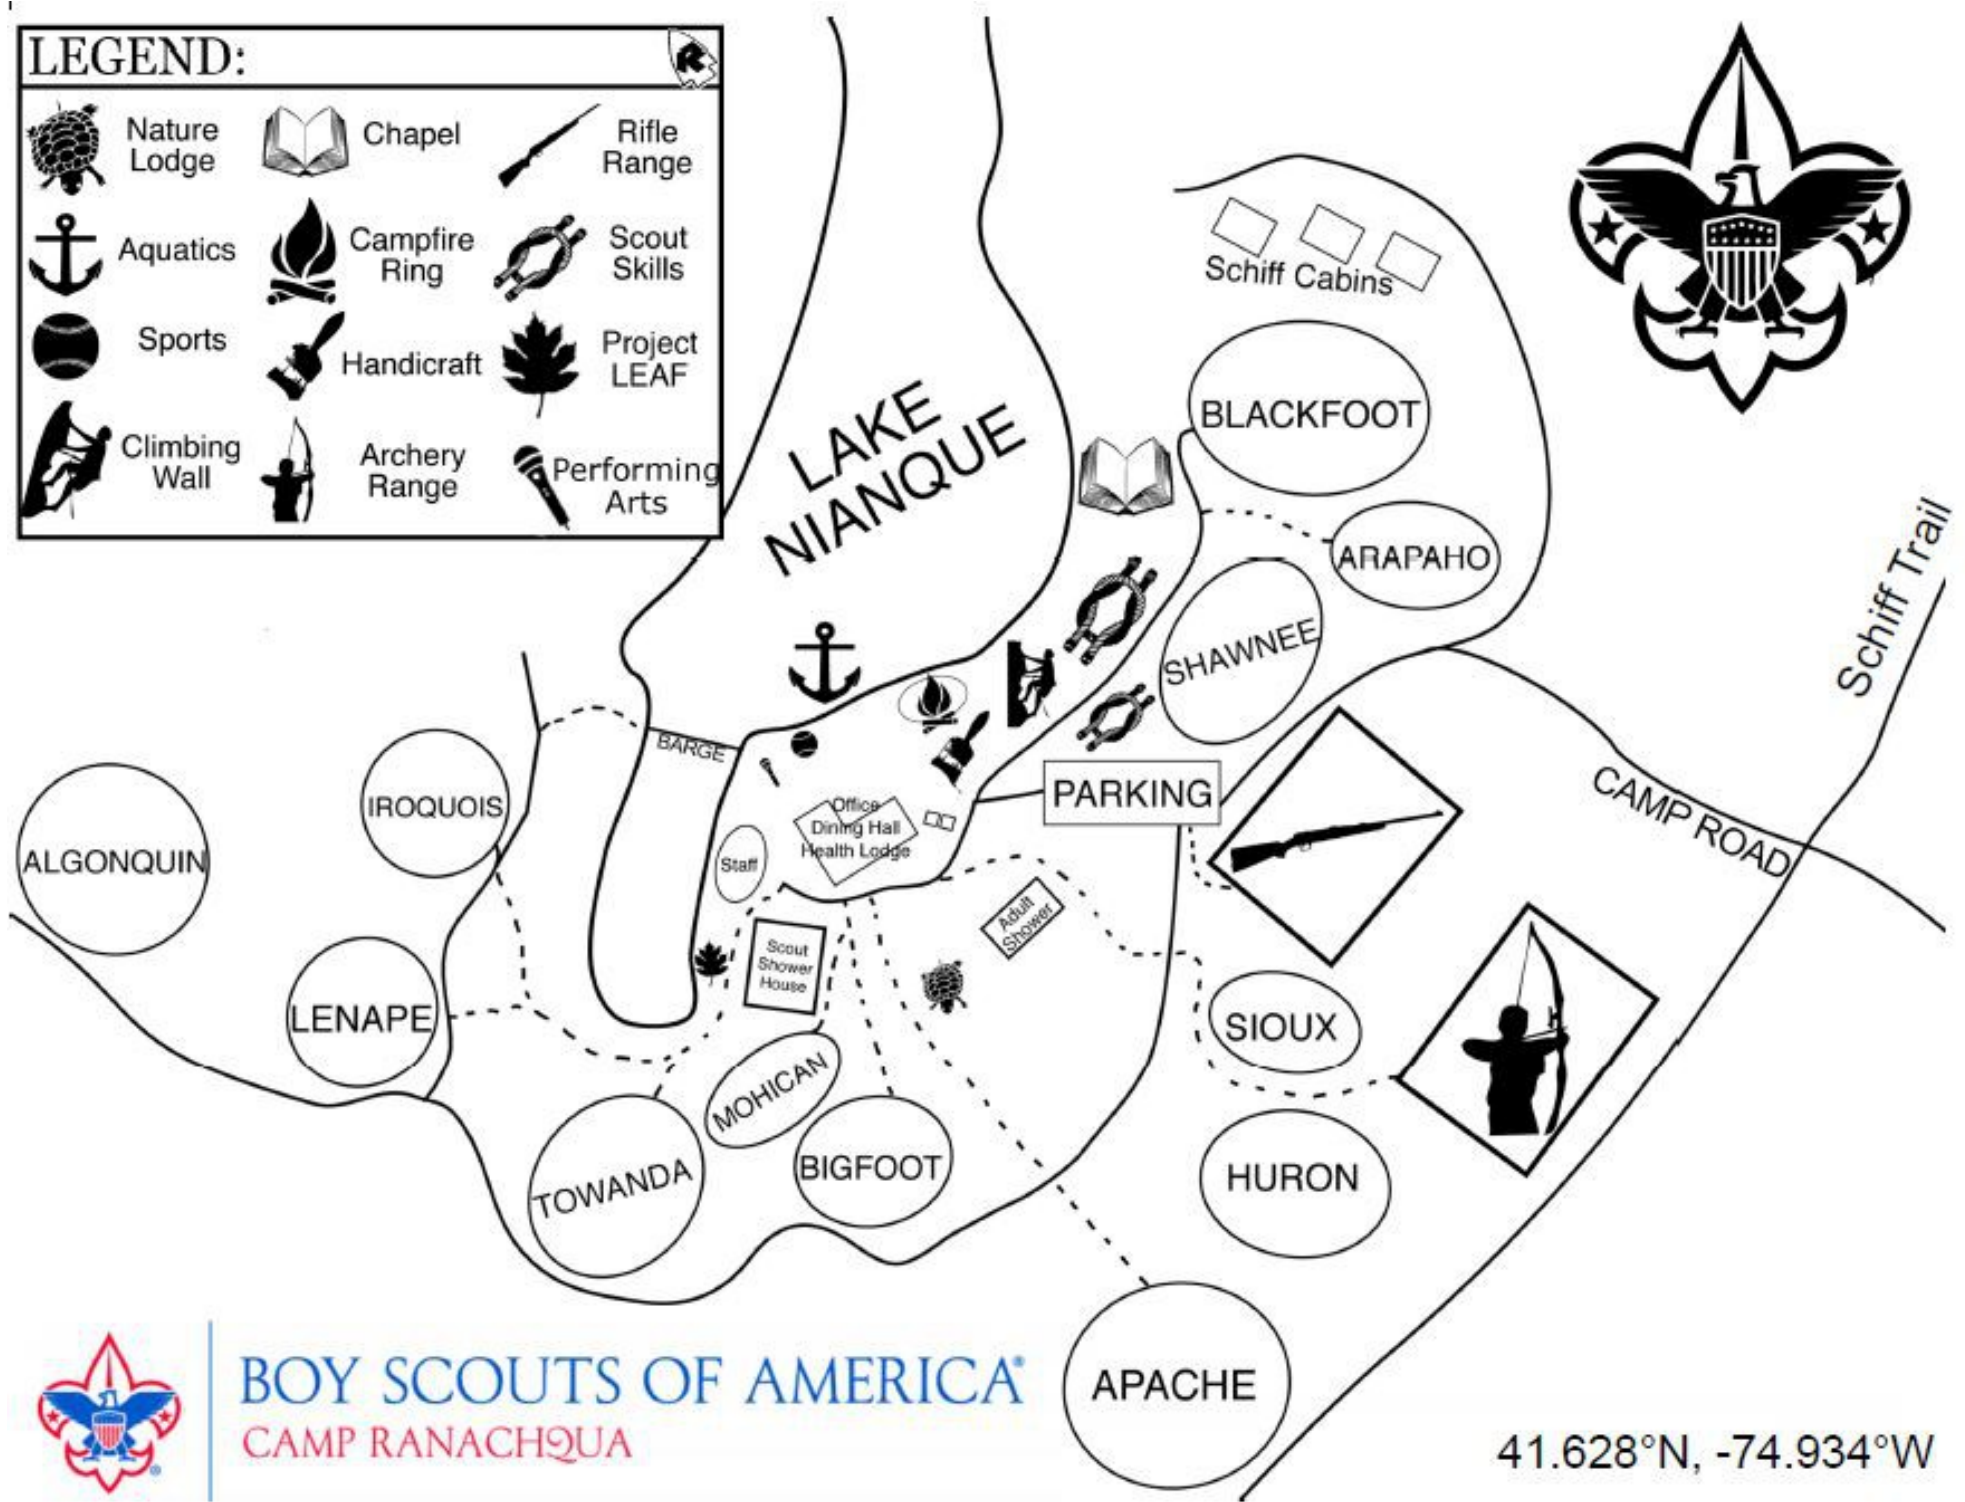 LEGEND:
R
Nature
Lodge
Chapel
Rifle
Range
Aquatics
Campfire
Ring
Scout
Skills
Sports
Handicraft
Project
LEAF
Climbing
Wall
Archery
Range
Performing
Arts
LAKE
NIANQUE
Schiff Cabins
BLACKFOOT
ARAPAHO
SHAWNEE
Schiff Trail
BARGE
PARKING
CAMP ROAD
IROQUOIS
ALGONQUIN
Office
Dining Hall
Health Lodge
Staff
Adult
Shower
Scout
Shower
House
LENAPE
SIOUX
MOHICAN
TOWANDA
BIGFOOT
HURON
APACHE
BOY SCOUTS OF AMERICA®
CAMP RANACHQUA
41.628°N, -74.934°W